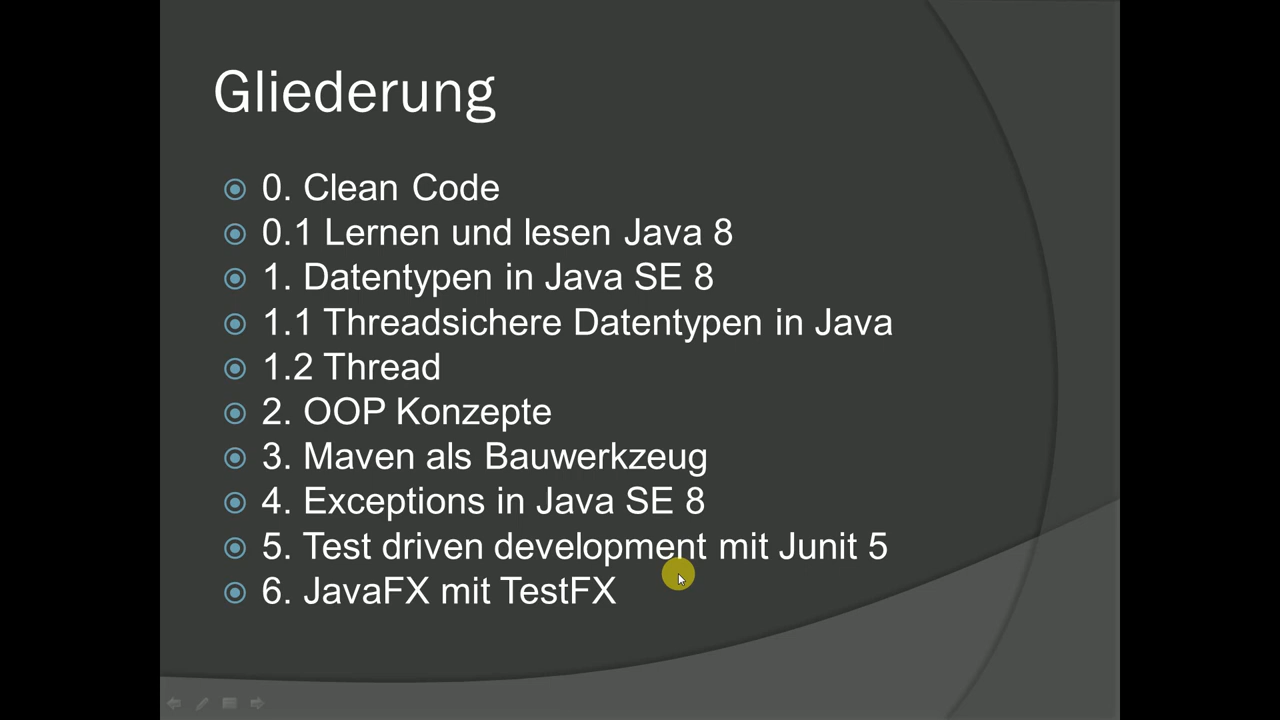 Gliederung
0. Clean Code
0.1 Lernen und lesen Java 8
1. Datentypen in Java SE 8
1.1 Threadsichere Datentypen in Java
1.2 Thread
2. OOP Konzepte
3. Maven als Bauwerkzeug
4. Exceptions in Java SE 8
5. Test driven development mit Junit 5
6. JavaFX mit TestFX